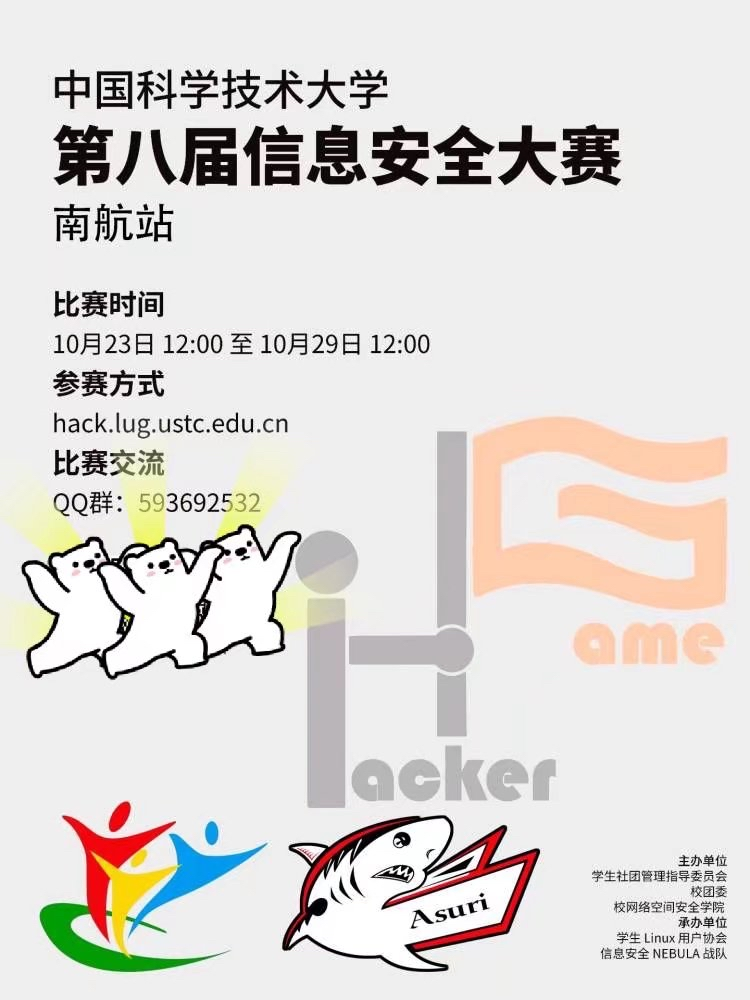 中国科学技术大学
第八届信息安全大赛
南航站
比赛时间
10月23日 12:00 至 10月29日 12:00
参赛方式
hack.lug.ustc.edu.cn
比赛交流
QQ群：593692532
Game
Hacker
Asuri
主办单位
学生社团管理指导委员会
校团委
校网络空间安全学院
承办单位
学生 Linux 用户协会
信息安全 NEBULA 战队